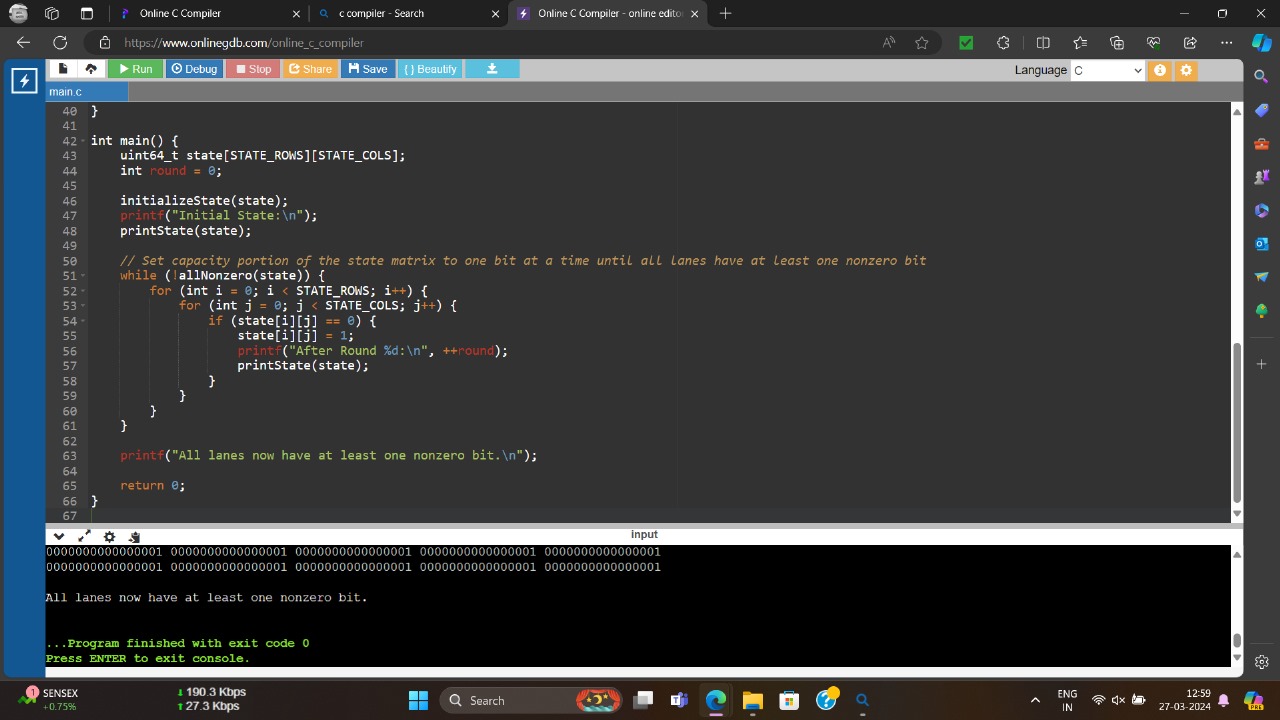 Online C Compiler
c compiler - Search
Online C Compiler - online edito
https://www.onlinegdb.com/online_c_compiler
Run Debug Stop Share Save { } Beautify
Language C
main.c
40 }
41
42 int main() {
43 uint64_t state[STATE_ROWS][STATE_COLS];
44 int round = 0;
45
46 initializeState(state);
47 printf("Initial State:\n");
48 printState(state);
49
50 // Set capacity portion of the state matrix to one bit at a time until all lanes have at least one nonzero bit
51 while (!allNonzero(state)) {
52 for (int i = 0; i < STATE_ROWS; i++) {
53 for (int j = 0; j < STATE_COLS; j++) {
54 if (state[i][j] == 0) {
55 state[i][j] = 1;
56 printf("After Round %d:\n", ++round);
57 printState(state);
58 }
59 }
60 }
61 }
62
63 printf("All lanes now have at least one nonzero bit.\n");
64
65 return 0;
66 }
67
input
0000000000000001 0000000000000001 0000000000000001 0000000000000001 0000000000000001
0000000000000001 0000000000000001 0000000000000001 0000000000000001 0000000000000001
All lanes now have at least one nonzero bit.
...Program finished with exit code 0
Press ENTER to exit console.
1
SENSEX
+0.75%
190.3 Kbps
27.3 Kbps
Search
ENG
IN
12:59
27-03-2024
PRE